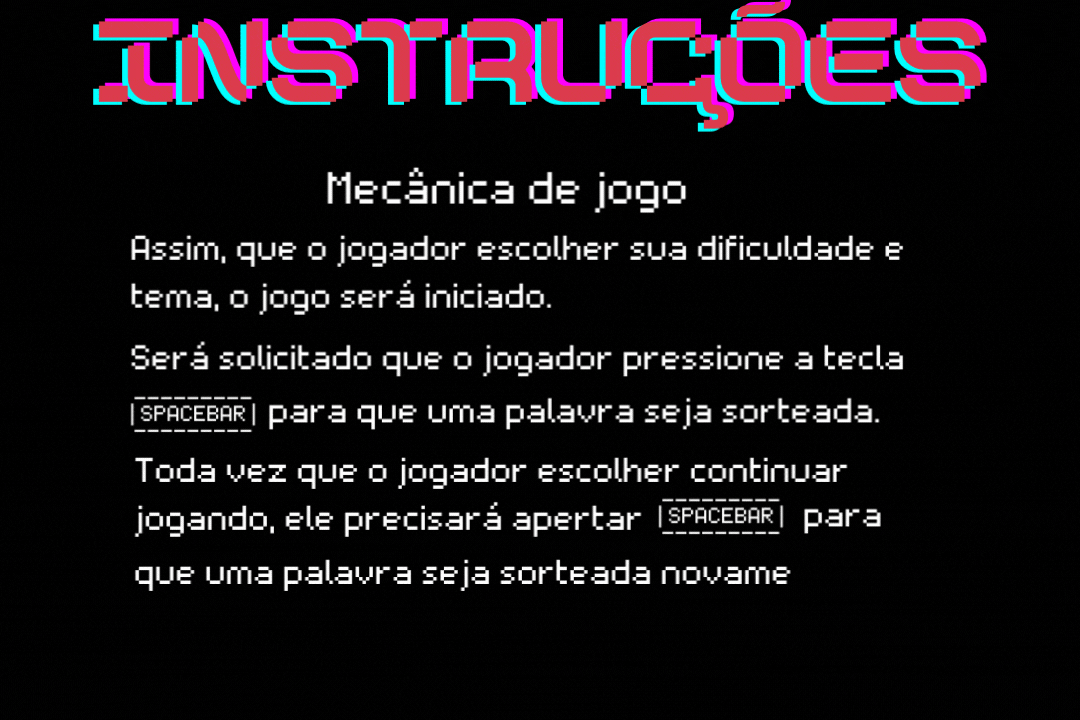 INSTRUÇÕES
Mecânica de jogo
Assim, que o jogador escolher sua dificuldade e
tema, o jogo será iniciado.
Será solicitado que o jogador pressione a tecla
|SPACEBAR| para que uma palavra seja sorteada.
Toda vez que o jogador escolher continuar
jogando, ele precisará apertar |SPACEBAR| para
que uma palavra seja sorteada novame